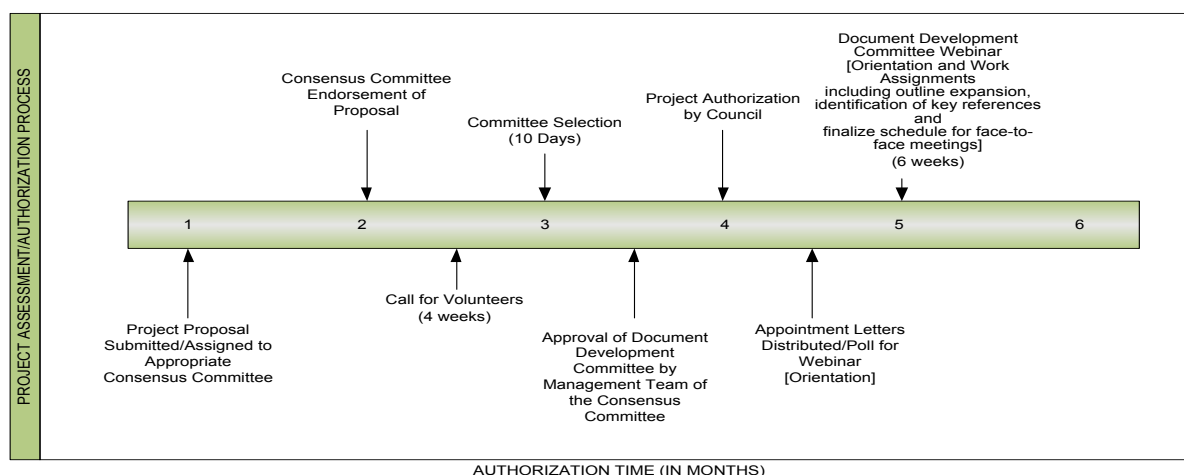 PROJECT ASSESSMENT/AUTHORIZATION PROCESS
Consensus Committee
Endorsement of
Proposal
Committee Selection
(10 Days)
Project Authorization
by Council
Document Development
Committee Webinar
[Orientation and Work
Assignments
including outline expansion,
identification of key references
and
finalize schedule for face-to-
face meetings]
(6 weeks)
1 2 3 4 5 6
Project Proposal
Submitted/Assigned to
Appropriate
Consensus Committee
Call for Volunteers
(4 weeks)
Approval of Document
Development
Committee by
Management Team of
the Consensus
Committee
Appointment Letters
Distributed/Poll for
Webinar
[Orientation]
AUTHORIZATION TIME (IN MONTHS)